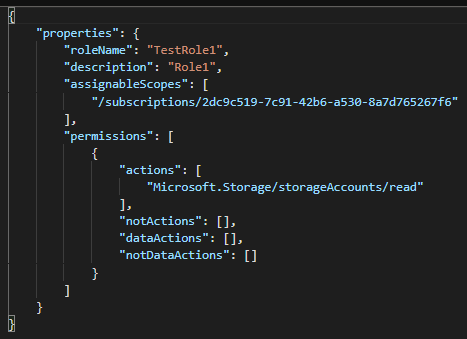 {
"properties": {
"roleName": "TestRole1",
"description": "Role1",
"assignableScopes": [
"/subscriptions/2dc9c519-7c91-42b6-a530-8a7d765267f6"
],
"permissions": [
{
"actions": [
"Microsoft.Storage/storageAccounts/read"
],
"notActions": [],
"dataActions": [],
"notDataActions": []
}
]
}
}